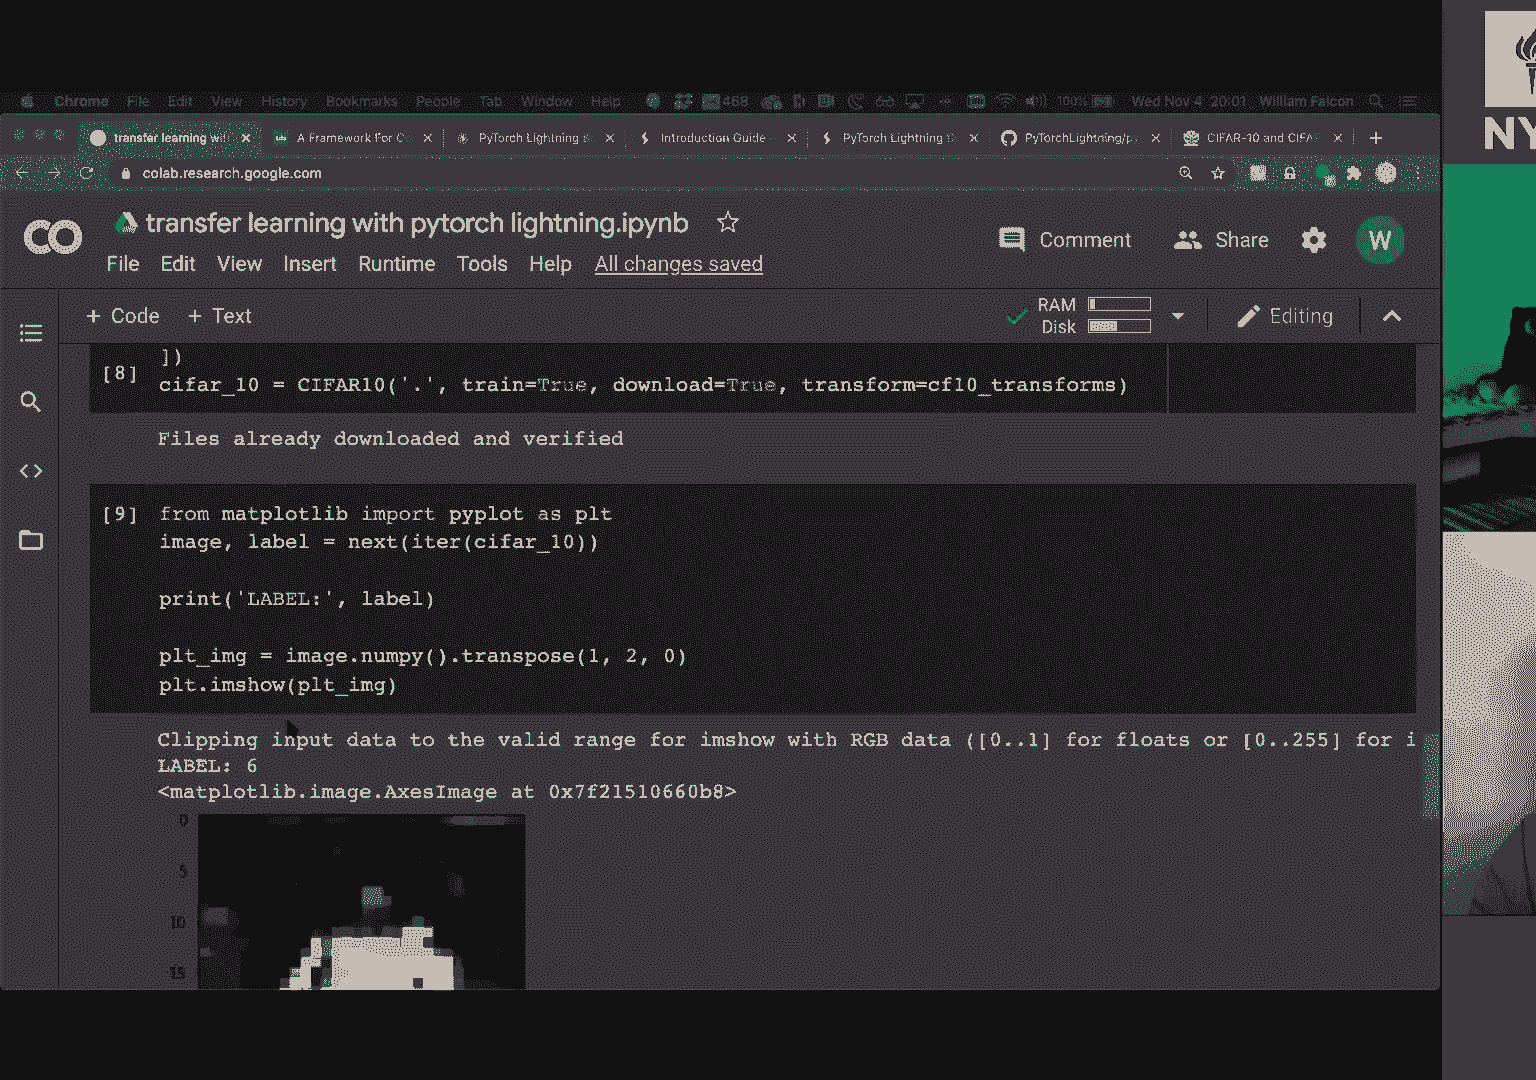 Chrome File Edit View History Bookmarks People Tab Window Help 468 100% Wed Nov 4 20:01 William Falcon
transfer learning wit A Framework For Co PyTorch Lightning Introduction Guide PyTorch Lightning PyTorchLightning/p CIFAR-10 and CIFA
colab.research.google.com
transfer learning with pytorch lightning.ipynb
Comment Share W
File Edit View Insert Runtime Tools Help All changes saved
+ Code + Text
RAM
Disk
Editing
])
[8]
cifar_10 = CIFAR10('.', train=True, download=True, transform=cf10_transforms)
Files already downloaded and verified
[9] from matplotlib import pyplot as plt
image, label = next(iter(cifar_10))
print('LABEL:', label)
plt_img = image.numpy().transpose(1, 2, 0)
plt.imshow(plt_img)
Clipping input data to the valid range for imshow with RGB data ([0..1] for floats or [0..255] for i
LABEL: 6
<matplotlib.image.AxesImage at 0x7f21510660b8>
0
5
10
15
NY